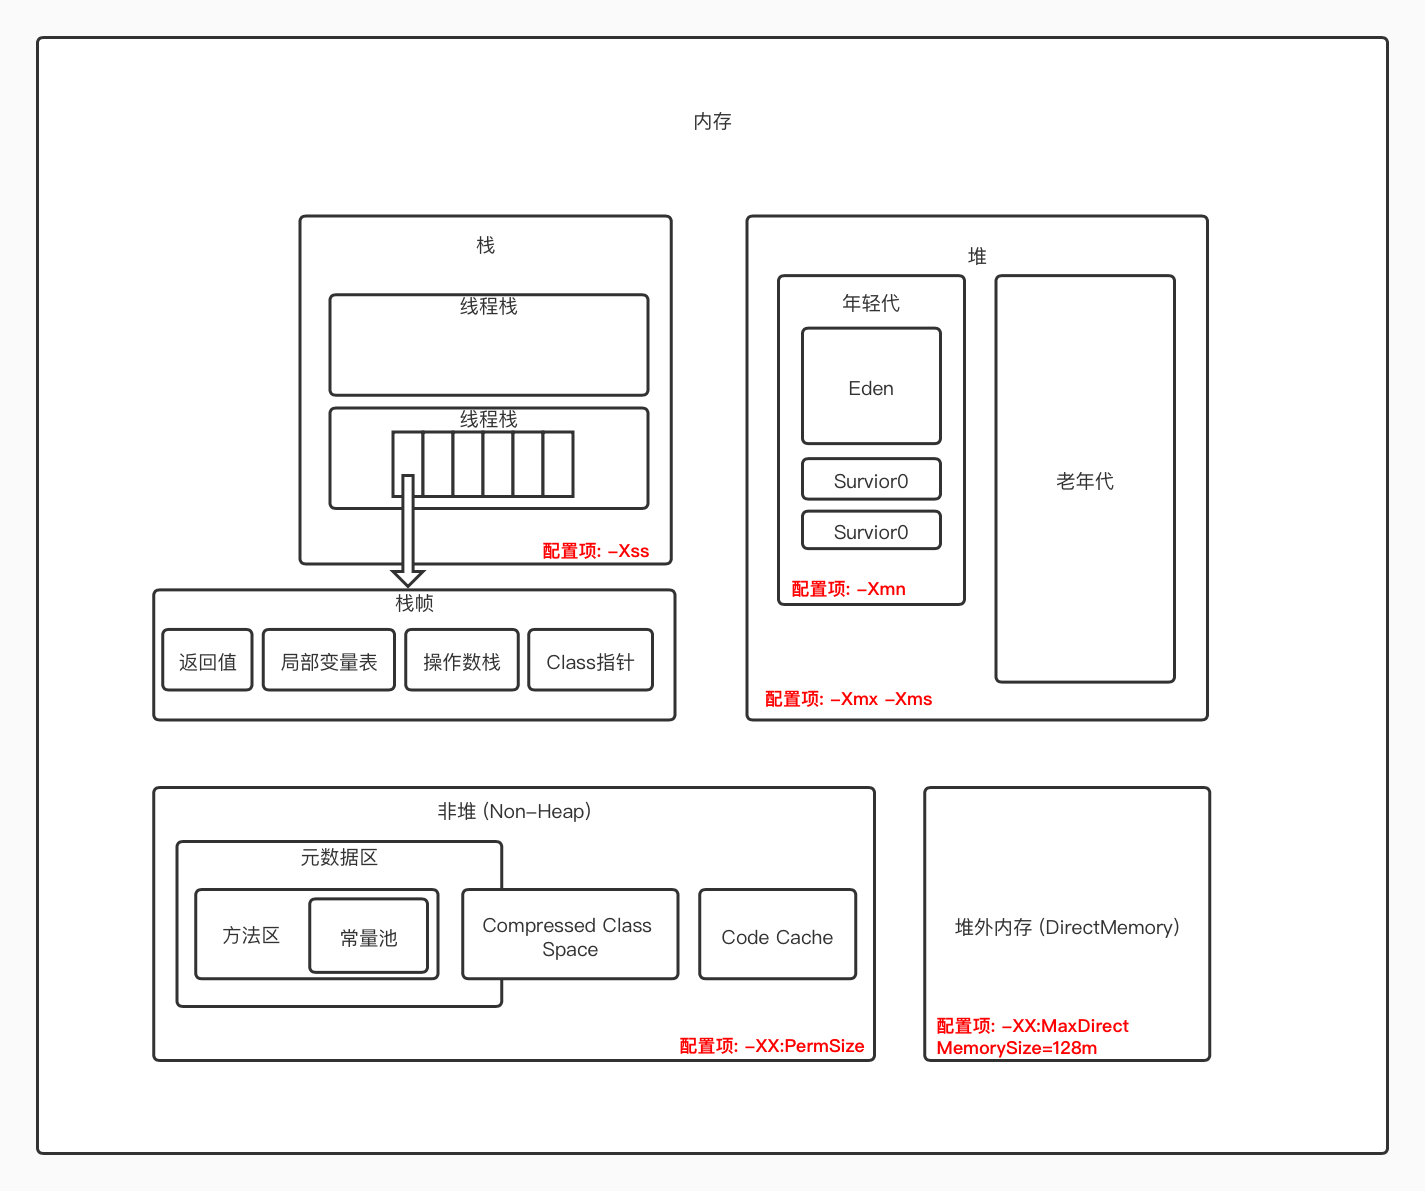 内存
栈
线程栈
线程栈
配置项: -Xss
栈帧
返回值
局部变量表
操作数栈
Class指针
堆
年轻代
Eden
Survior0
Survior0
配置项: -Xmn
老年代
配置项: -Xmx -Xms
非堆 (Non-Heap)
元数据区
方法区
常量池
Compressed Class
Space
Code Cache
配置项: -XX:PermSize
堆外内存 (DirectMemory)
配置项: -XX:MaxDirect
MemorySize=128m